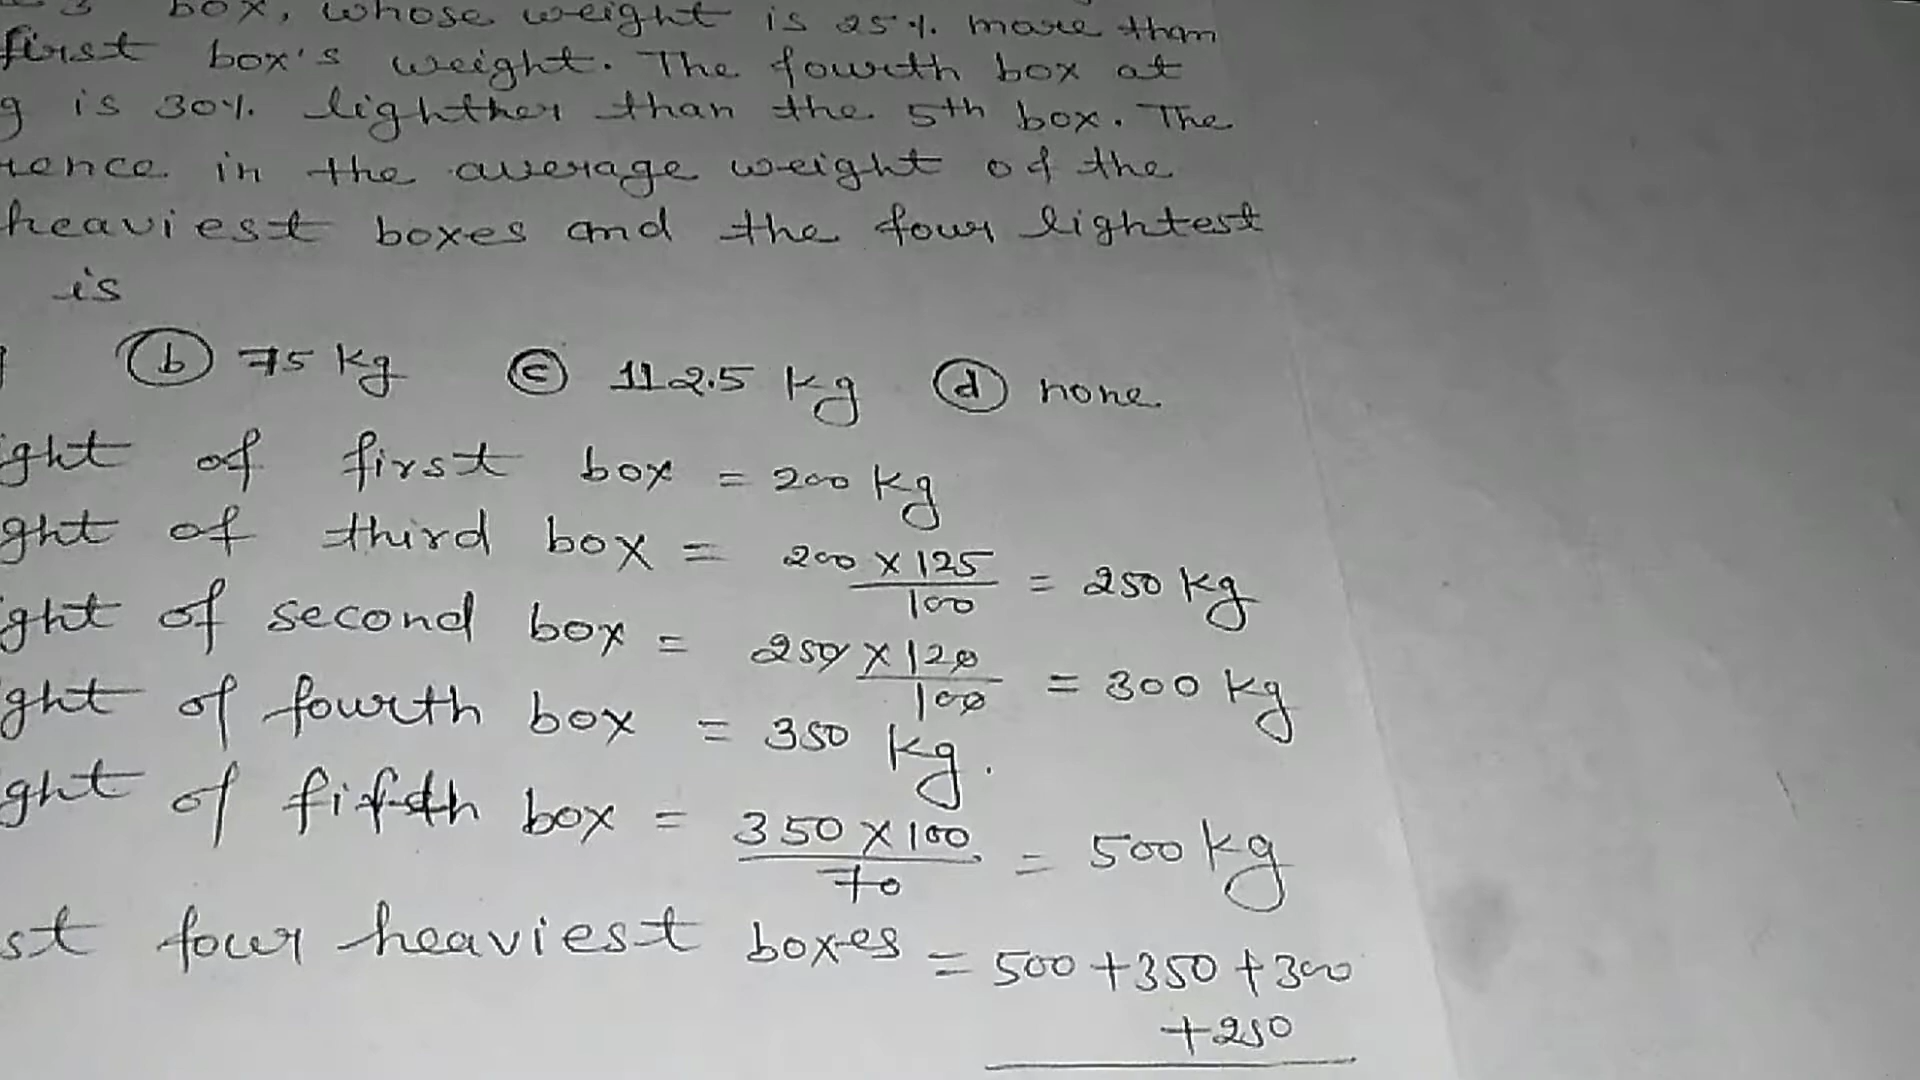 3 box, whose weight is 25% more than
first box's weight. The fourth box at
g is 30% lighther than the 5th box. The
rence in the average weight of the
heaviest boxes and the four lightest
is
(b) 75 kg (c) 112.5 kg (d) none.
ght of first box = 200 kg
ght of third box = 200 × 125 / 100 = 250 kg
ght of second box = 250 × 120 / 100 = 300 kg
ght of fourth box = 350 kg.
ght of fifth box = 350 × 100 / 70 = 500 kg
st four heaviest boxes = 500 + 350 + 300
+ 250